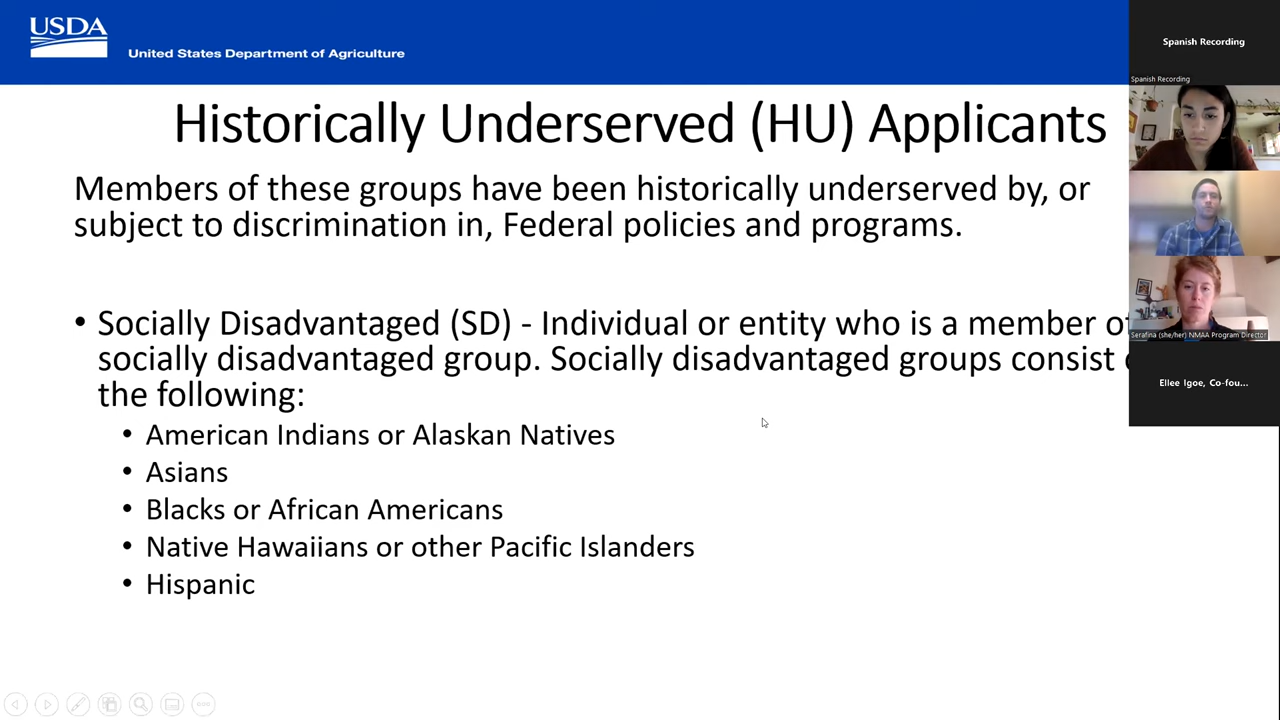 USDA
United States Department of Agriculture
Historically Underserved (HU) Applicants
Members of these groups have been historically underserved by, or
subject to discrimination in, Federal policies and programs.
• Socially Disadvantaged (SD) - Individual or entity who is a member of
socially disadvantaged group. Socially disadvantaged groups consist
the following:
• American Indians or Alaskan Natives
• Asians
• Blacks or African Americans
• Native Hawaiians or other Pacific Islanders
• Hispanic
Spanish Recording
Spanish Recording
Serafina (she/her) NMAA Program Director
Ellee Igoe, Co-fou...